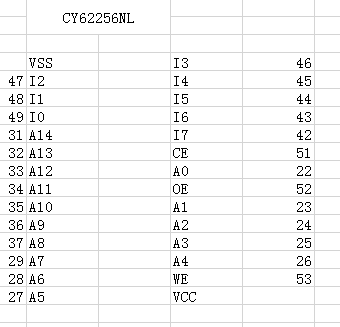 CY62256NL
VSS I3 46
47 I2 I4 45
48 I1 I5 44
49 I0 I6 43
31 A14 I7 42
32 A13 CE 51
33 A12 A0 22
34 A11 OE 52
35 A10 A1 23
36 A9 A2 24
37 A8 A3 25
29 A7 A4 26
28 A6 WE 53
27 A5 VCC